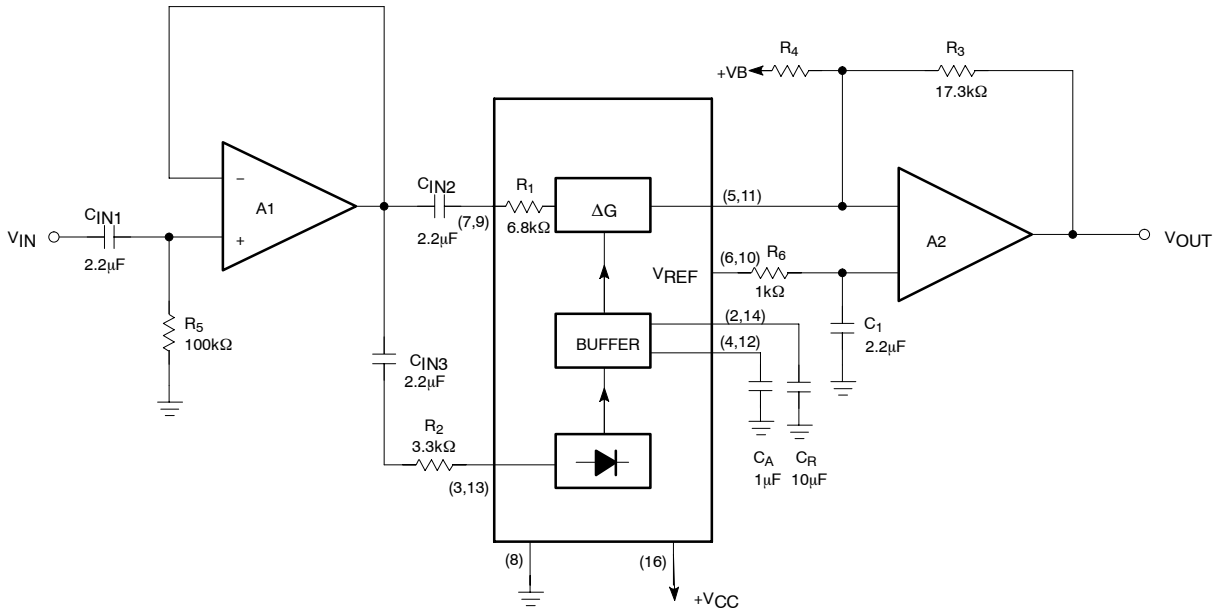 R4
R3
+VB
17.3kΩ
−
A1
+
CIN1
VIN
2.2μF
R5
100kΩ
CIN2
(7,9)
2.2μF
R1
6.8kΩ
ΔG
(5,11)
A2
VOUT
VREF
(6,10)
R6
1kΩ
C1
2.2μF
BUFFER
(2,14)
(4,12)
CIN3
2.2μF
R2
3.3kΩ
(3,13)
CA
1μF
CR
10μF
(8)
(16)
+VCC